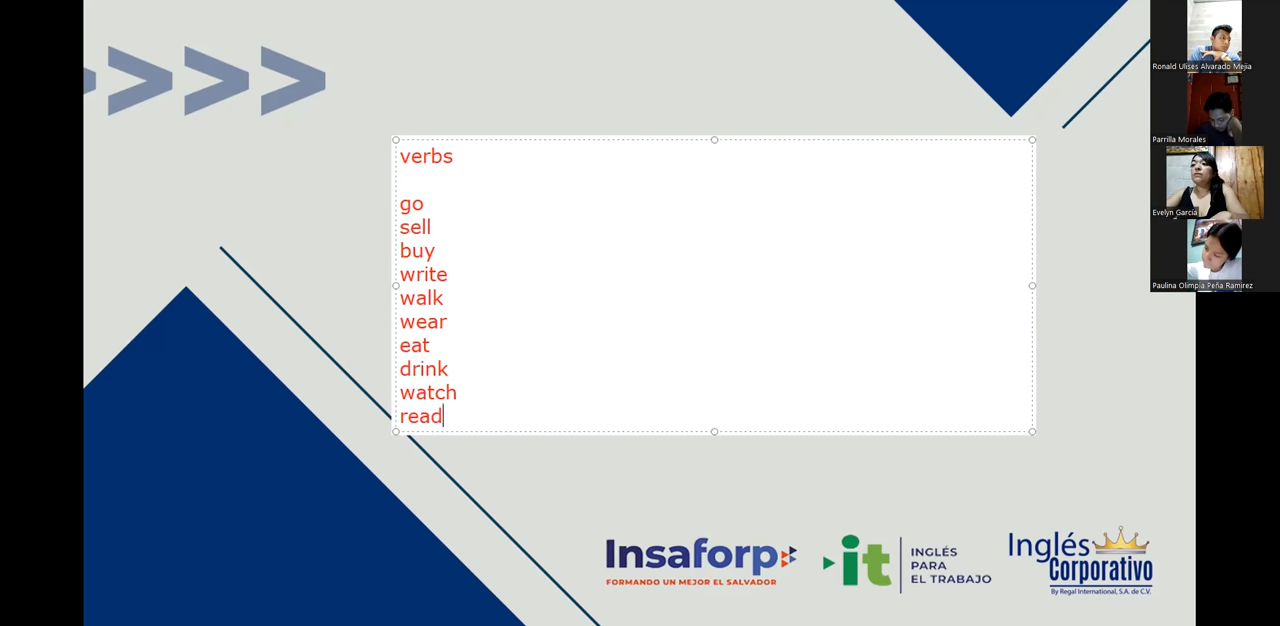 verbs
go
sell
buy
write
walk
wear
eat
drink
watch
read
Ronald Ulises Alvarado Mejia
Parrilla Morales
Evelyn García
Paulina Olimpia Peña Ramirez
Insaforp
FORMANDO UN MEJOR EL SALVADOR
it
INGLÉS
PARA
EL TRABAJO
Inglés
Corporativo
By Regal International, S.A. de C.V.